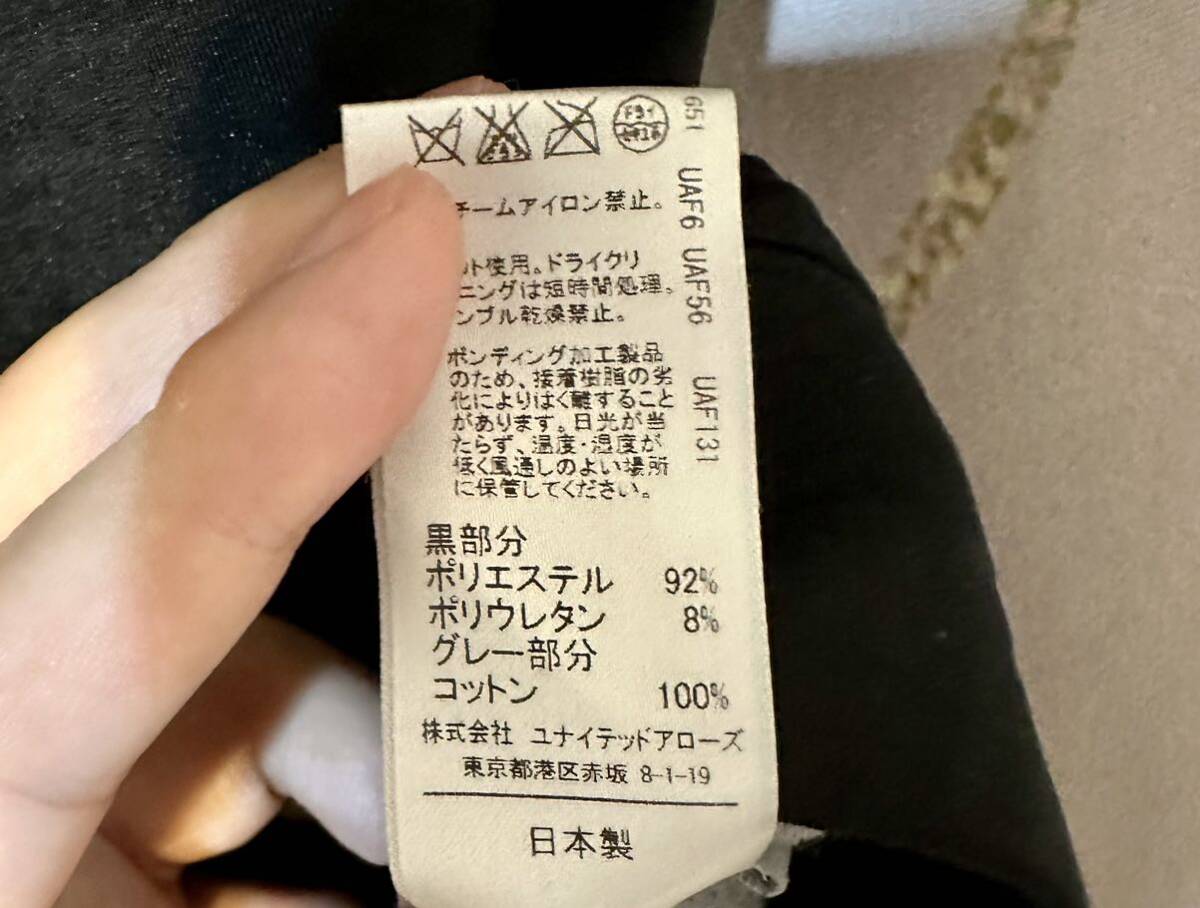 チームアイロン禁止。
ト使用。ドライクリ
ニングは短時間処理。
ンブル乾燥禁止。
ボンディング加工製品
のため、接着樹脂の劣
化によりはく離すること
があります。日光が当
たらず、温度・湿度が
低く風通しのよい場所
に保管してください。
黒部分
ポリエステル 92%
ポリウレタン 8%
グレー部分
コットン 100%
株式会社 ユナイテッドアローズ
東京都港区赤坂 8-1-19
日本製
651 UAF6 UAF56 UAF131